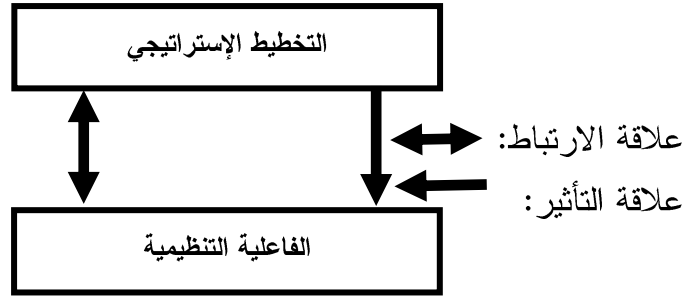 التخطيط الإستراتيجي
علاقة الارتباط:
علاقة التأثير:
الفاعلية التنظيمية